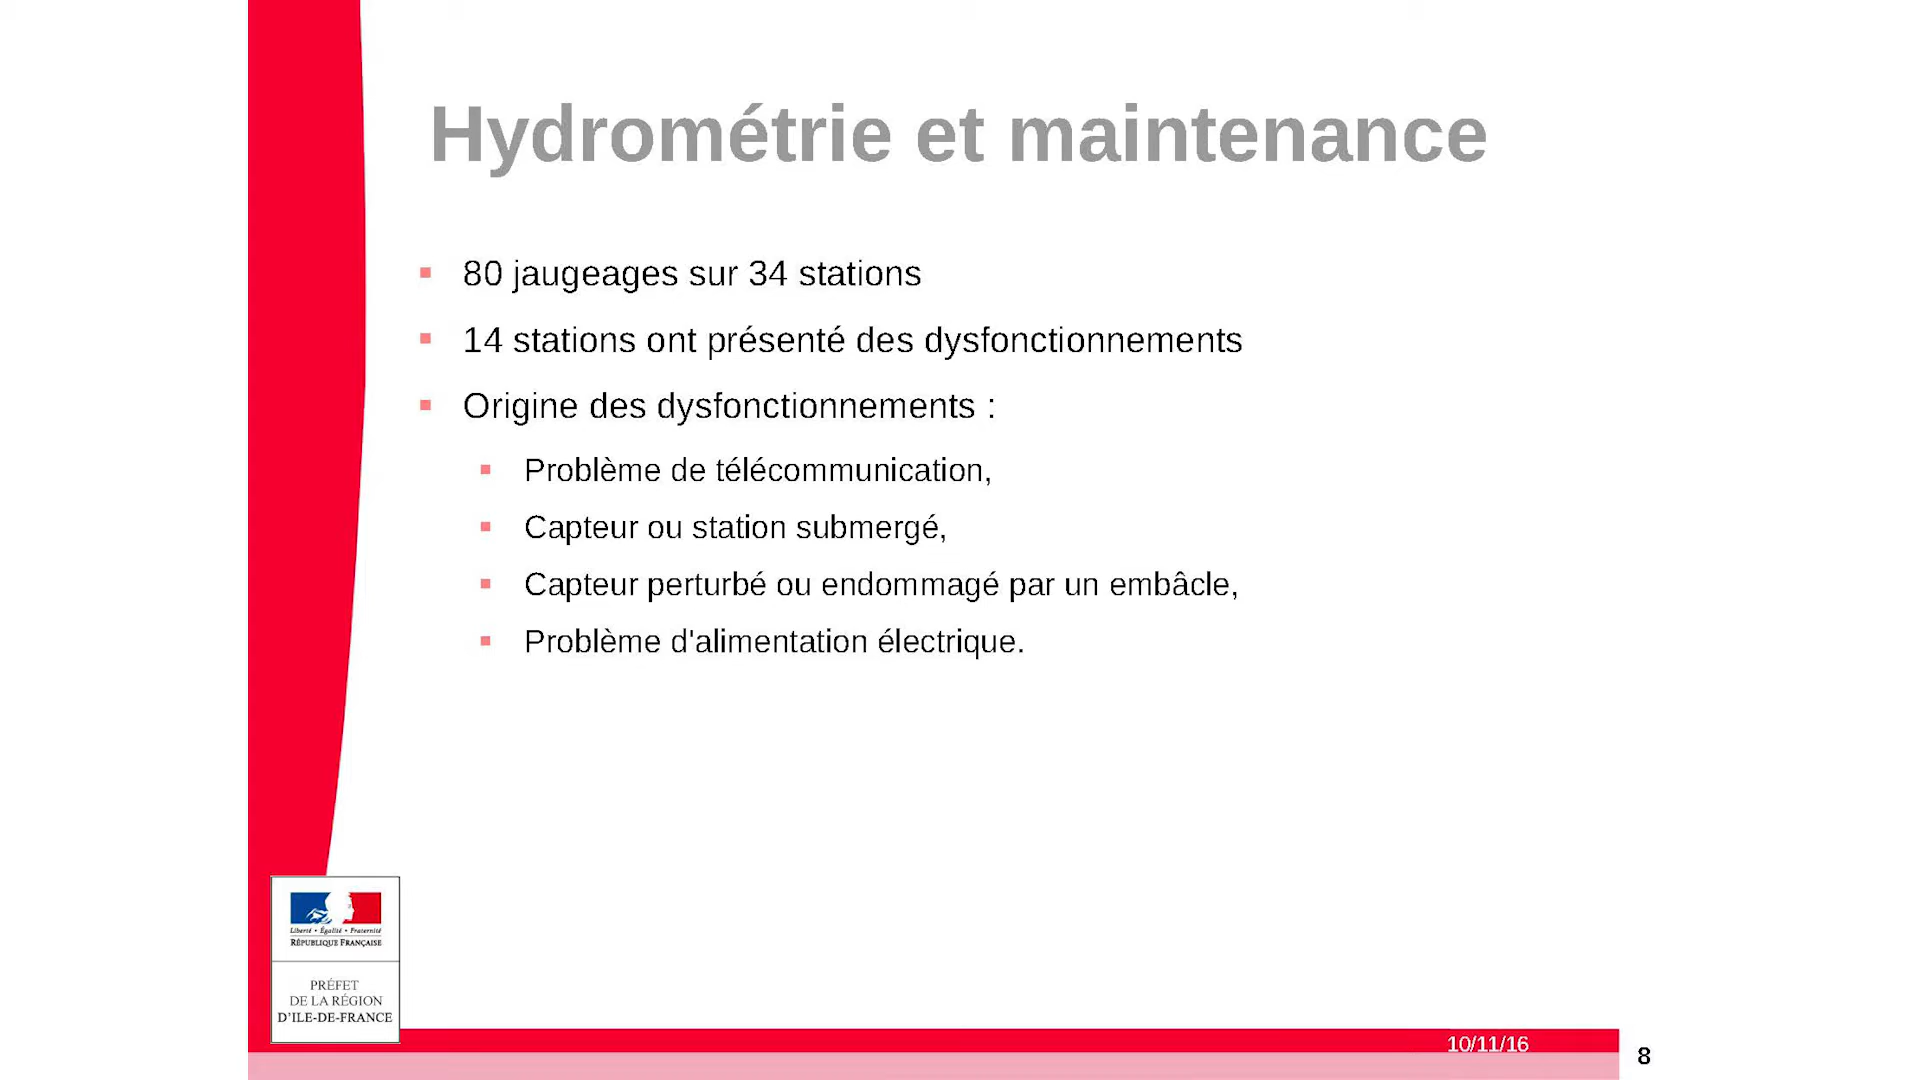 Hydrométrie et maintenance
80 jaugeages sur 34 stations
14 stations ont présenté des dysfonctionnements
Origine des dysfonctionnements :
Problème de télécommunication,
Capteur ou station submergé,
Capteur perturbé ou endommagé par un embâcle,
Problème d'alimentation électrique.
Liberté • Égalité • Fraternité
RÉPUBLIQUE FRANÇAISE
PRÉFET
DE LA RÉGION
D'ILE-DE-FRANCE
10/11/16
8